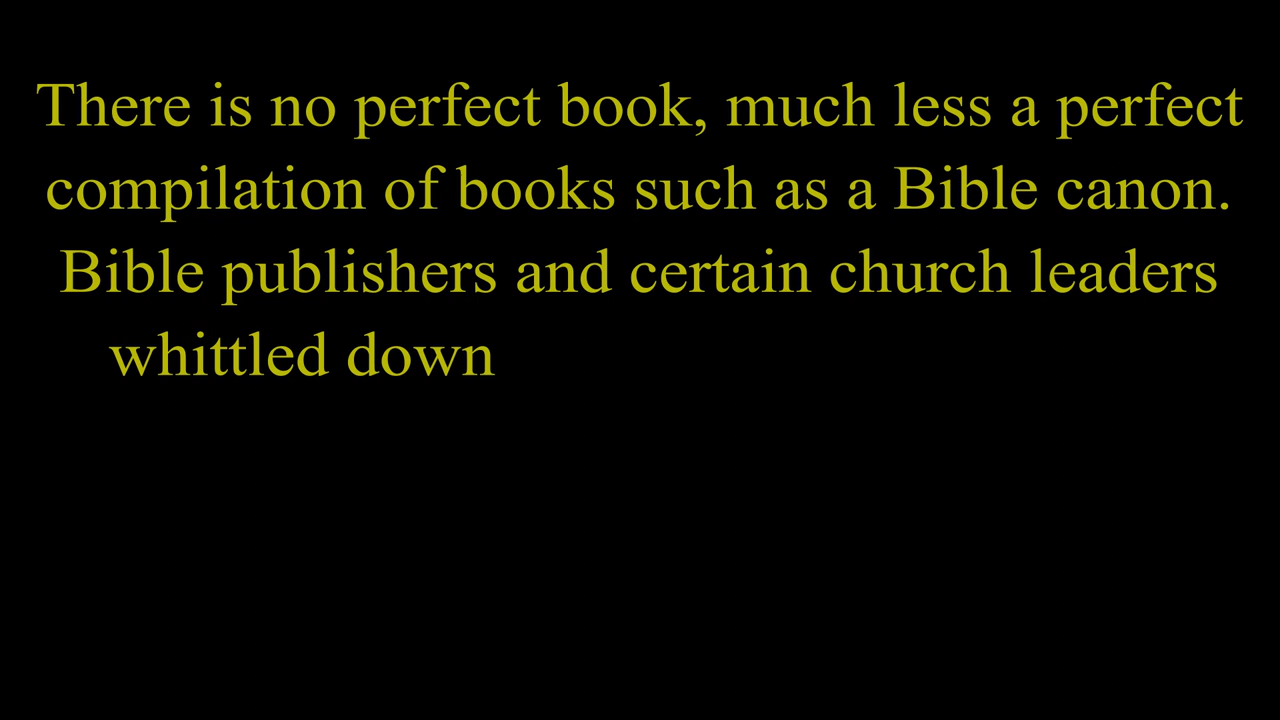 There is no perfect book, much less a perfect
compilation of books such as a Bible canon.
Bible publishers and certain church leaders
whittled down